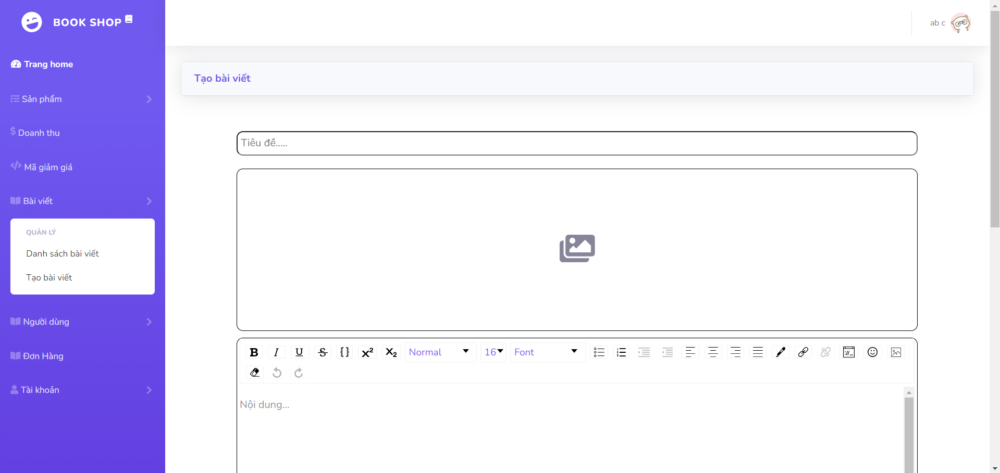 BOOK SHOP
Trang home
Sản phẩm
Doanh thu
Mã giảm giá
Bài viết
QUẢN LÝ
Danh sách bài viết
Tạo bài viết
Người dùng
Đơn Hàng
Tài khoản
ab c
Tạo bài viết
Tiêu đề.....
B I U S {} x² X₂ Normal 16 Font
Nội dung...